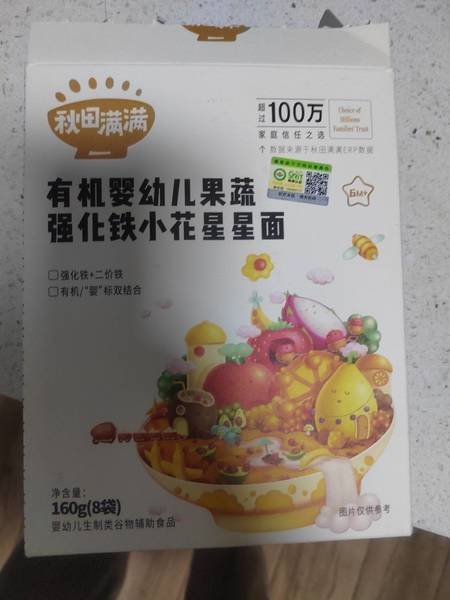 秋田满满
超过
100万
家庭信任之选
Choice of
Millions
Families' Trust
个 数据来源于秋田满满ERP数据
有机婴幼儿果蔬
强化铁小花星星面
6M+
强化铁+二价铁
有机/"婴"标双结合
净含量：
160g(8袋)
婴幼儿生制类谷物辅助食品
图片仅供参考